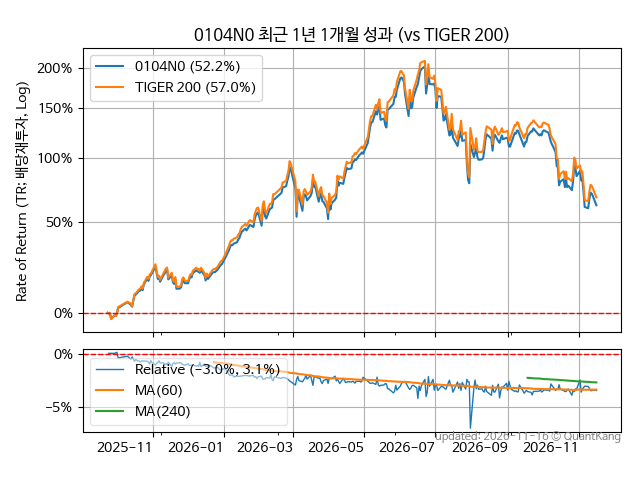 0104N0 최근 1년 1개월 성과 (vs TIGER 200)
Rate of Return (TR: 배당재투자, Log)
200%
150%
100%
50%
0%
0104N0 (52.2%)
TIGER 200 (57.0%)
0%
−5%
Relative (−3.0%, 3.1%)
MA(60)
MA(240)
2025−11 2026−01 2026−03 2026−05 2026−07 2026−09 2026−11
updated: 2026−11−16 © QuantKang